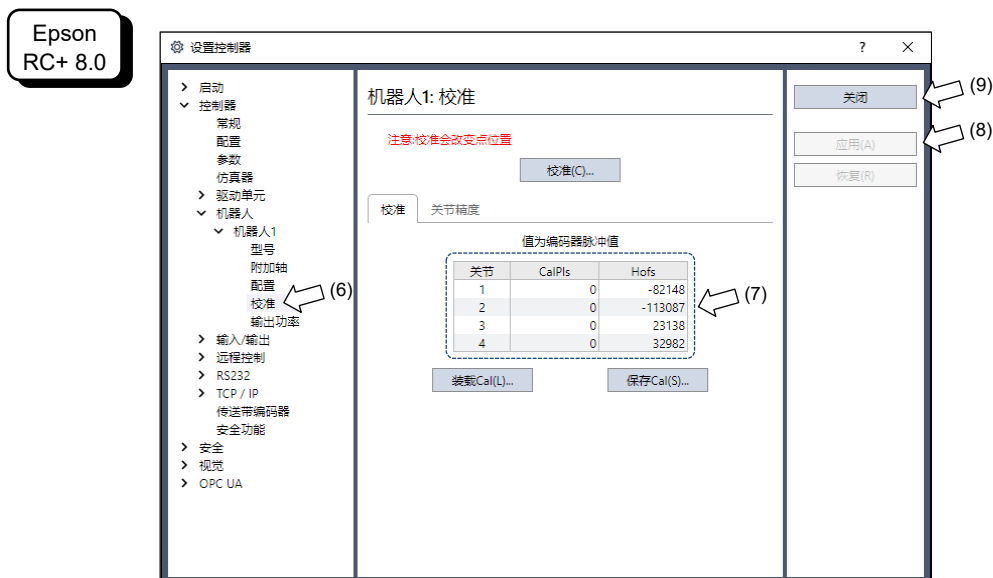 Epson
RC+ 8.0
设置控制器
?
启动
控制器
常规
配置
参数
仿真器
驱动单元
机器人
机器人1
型号
附加轴
配置
校准
(6)
输出功率
输入/输出
远程控制
RS232
TCP / IP
传送带编码器
安全功能
安全
视觉
OPC UA
机器人1: 校准
注意:校准会改变点位置
校准(C)...
校准 关节精度
值为编码器脉冲值
关节 CalPls Hofs
1 0 -82148
2 0 -113087
3 0 23138
4 0 32982
(7)
装载Cal(L)... 保存Cal(S)...
关闭
(9)
应用(A)
(8)
恢复(R)